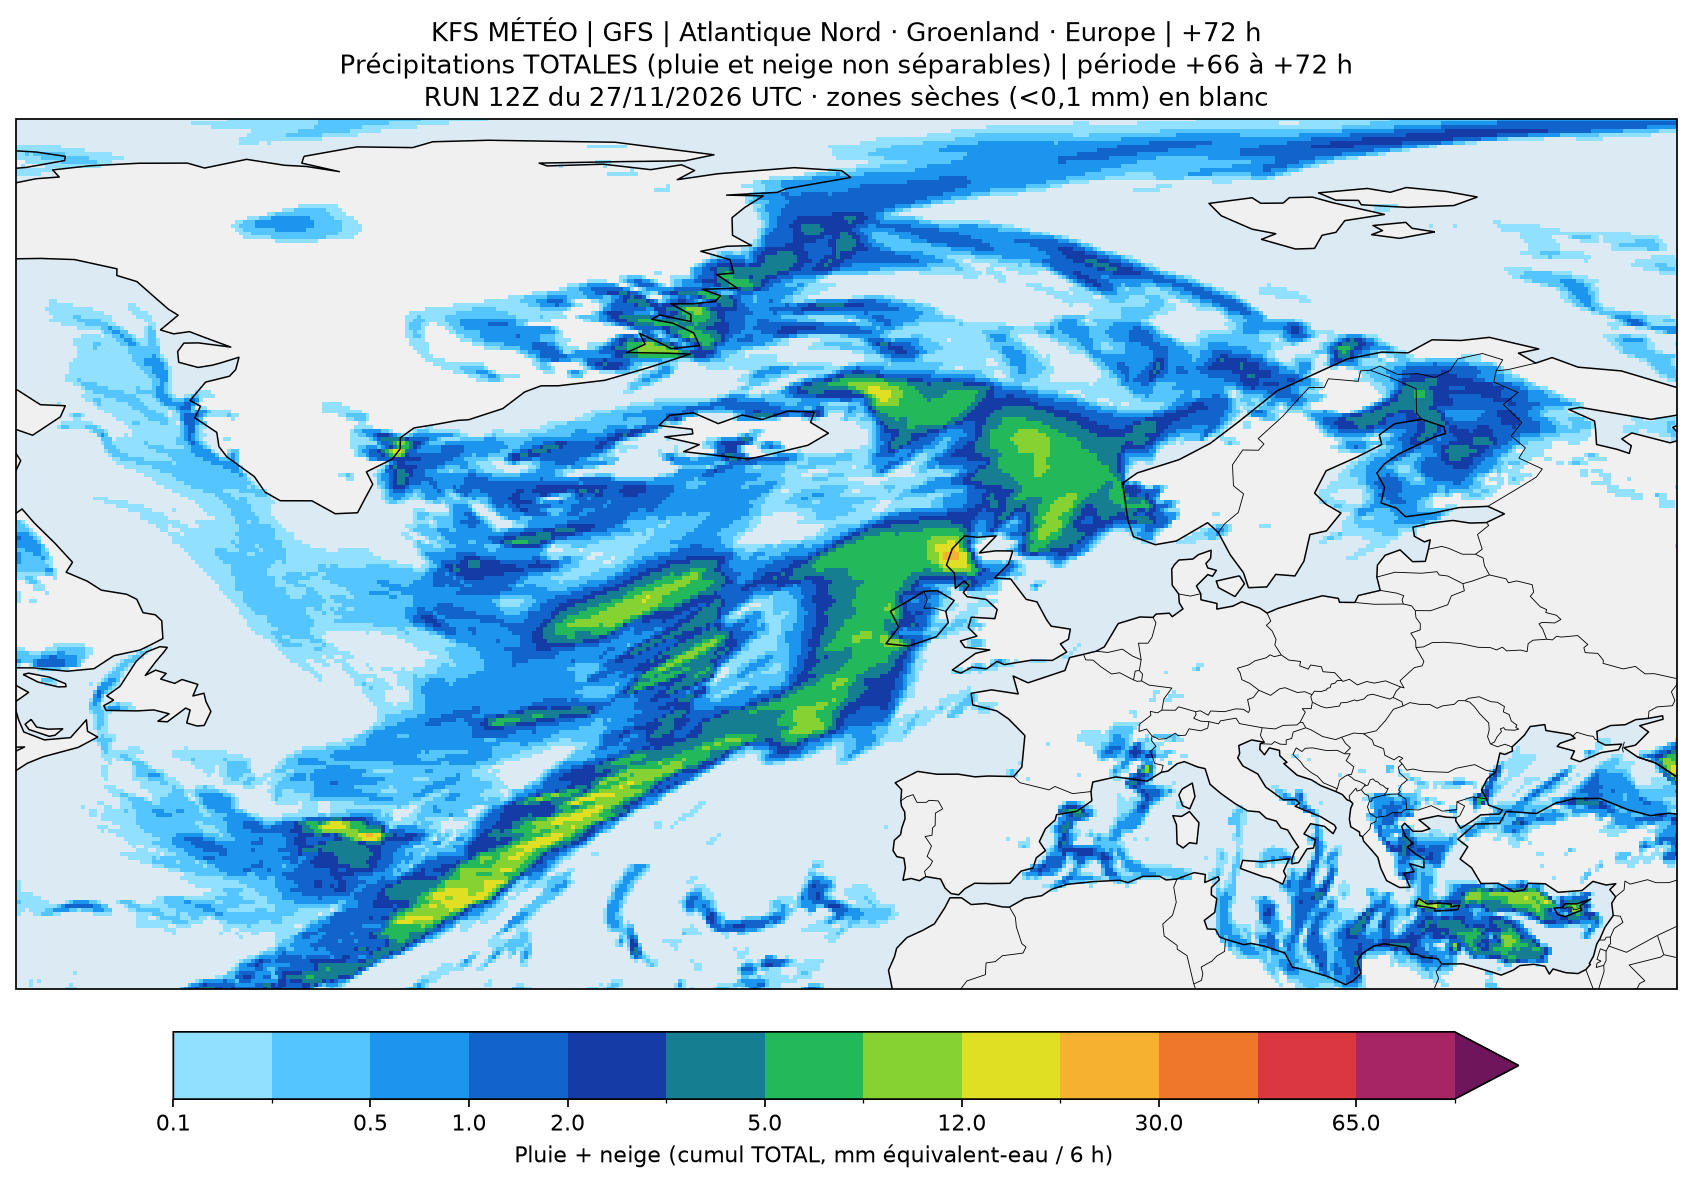 KFS MÉTÉO | GFS | Atlantique Nord · Groenland · Europe | +72 h
Précipitations TOTALES (pluie et neige non séparables) | période +66 à +72 h
RUN 12Z du 27/11/2026 UTC · zones sèches (<0,1 mm) en blanc
0.1 0.5 1.0 2.0 5.0 12.0 30.0 65.0
Pluie + neige (cumul TOTAL, mm équivalent-eau / 6 h)